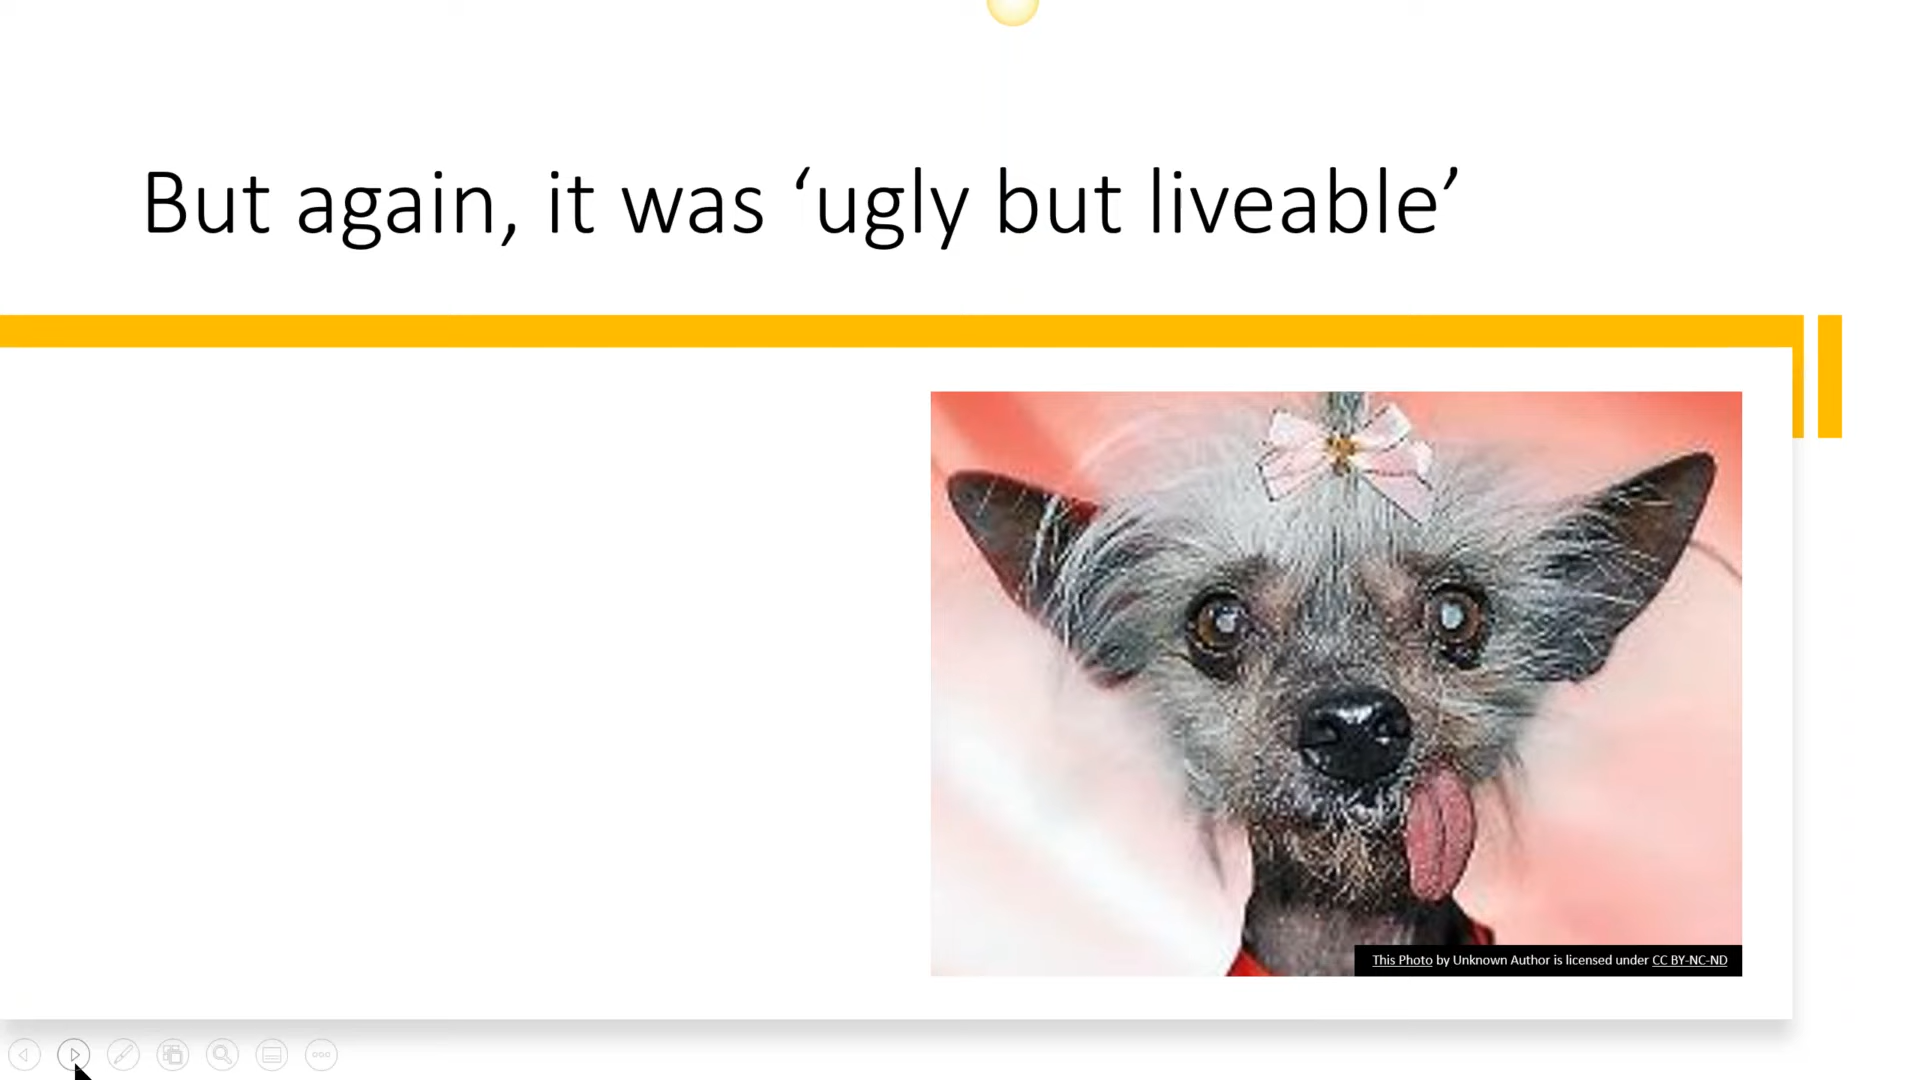 But again, it was ‘ugly but liveable’
This Photo by Unknown Author is licensed under CC BY-NC-ND